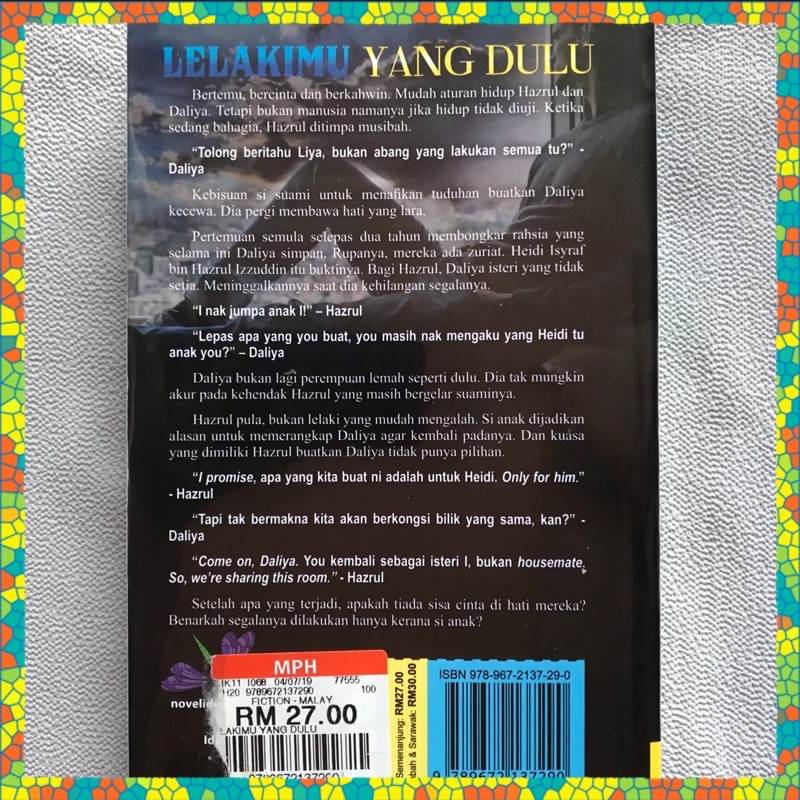 LELAKIMU YANG DULU
Bertemu, bercinta dan berkahwin. Mudah aturan hidup Hazrul dan
Daliya. Tetapi bukan manusia namanya jika hidup tidak diuji. Ketika
sedang bahagia, Hazrul ditimpa musibah.
“Tolong beritahu Liya, bukan abang yang lakukan semua tu?” -
Daliya
Kebisuan si suami untuk menafikan tuduhan buatkan Daliya
kecewa. Dia pergi membawa hati yang lara.
Pertemuan semula selepas dua tahun membongkar rahsia yang
selama ini Daliya simpan. Rupanya, mereka ada zuriat. Heidi Isyraf
bin Hazrul Izzuddin itu buktinya. Bagi Hazrul, Daliya isteri yang tidak
setia. Meninggalkannya saat dia kehilangan segalanya.
“I nak jumpa anak I!” – Hazrul
“Lepas apa yang you buat, you masih nak mengaku yang Heidi tu
anak you?” – Daliya
Daliya bukan lagi perempuan lemah seperti dulu. Dia tak mungkin
akur pada kehendak Hazrul yang masih bergelar suaminya.
Hazrul pula, bukan lelaki yang mudah mengalah. Si anak dijadikan
alasan untuk memerangkap Daliya agar kembali padanya. Dan kuasa
yang dimiliki Hazrul buatkan Daliya tidak punya pilihan.
“I promise, apa yang kita buat ni adalah untuk Heidi. Only for him.”
- Hazrul
“Tapi tak bermakna kita akan berkongsi bilik yang sama, kan?” -
Daliya
“Come on, Daliya. You kembali sebagai isteri I, bukan housemate.
So, we’re sharing this room.” - Hazrul
Setelah apa yang terjadi, apakah tiada sisa cinta di hati mereka?
Benarkah segalanya dilakukan hanya kerana si anak?
MPH
IK11 I068 04/07/19 77555
H20 9789672137290 100
FICTION - MALAY
RM 27.00
LAKIMU YANG DULU
9789672137290
Semenanjung: RM27.00
bah & Sarawak: RM30.00
ISBN 978-967-2137-29-0
9 789672 137290